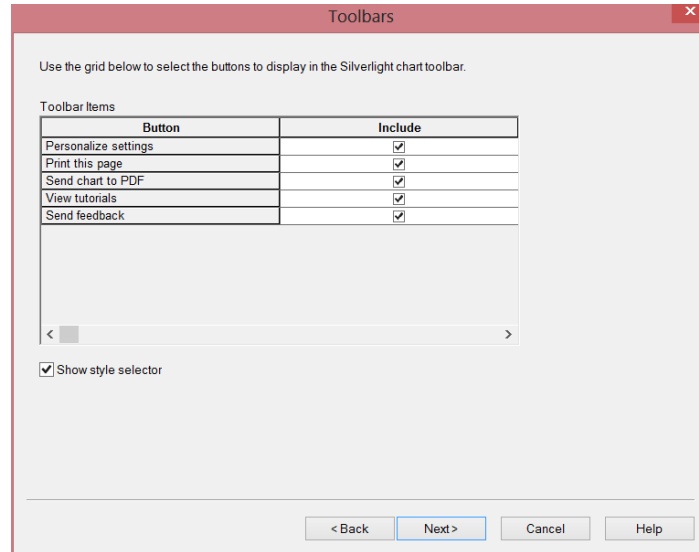 Toolbars
Use the grid below to select the buttons to display in the Silverlight chart toolbar.
Toolbar Items
Button Include
Personalize settings
Print this page
Send chart to PDF
View tutorials
Send feedback
Show style selector
< Back Next > Cancel Help